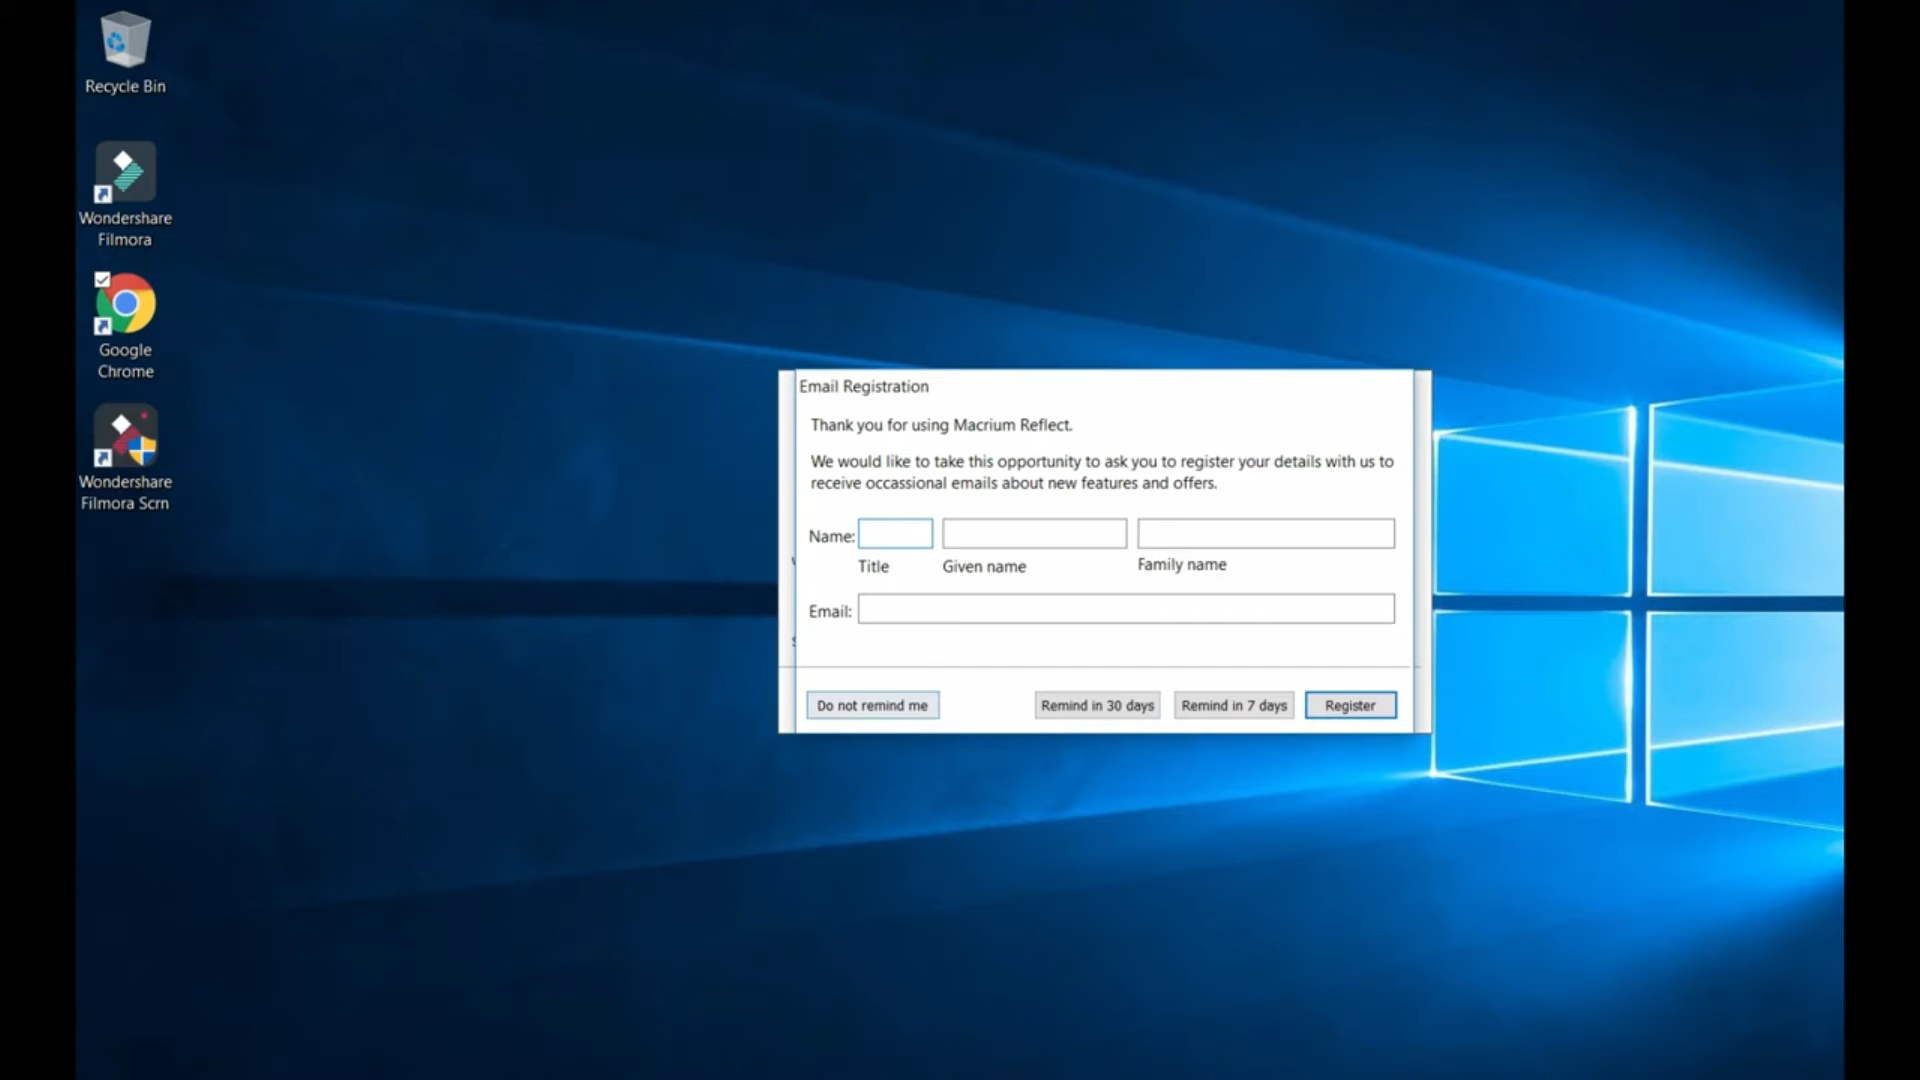 Recycle Bin
Wondershare
Filmora
Google
Chrome
Wondershare
Filmora Scrn
Email Registration
Thank you for using Macrium Reflect.
We would like to take this opportunity to ask you to register your details with us to
receive occassional emails about new features and offers.
Name:
Title Given name Family name
Email:
Do not remind me Remind in 30 days Remind in 7 days Register